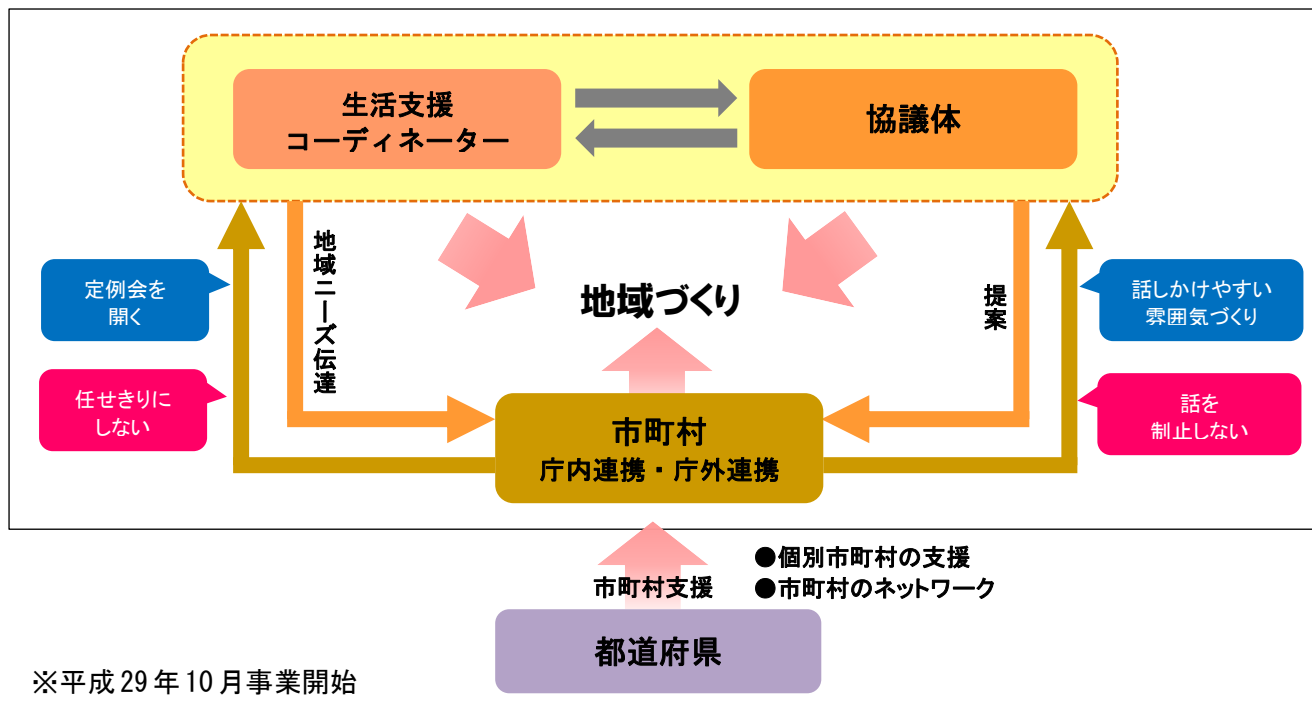 生活支援
コーディネーター
協議体
地域ニーズ伝達
提案
定例会を
開く
話しかけやすい
雰囲気づくり
地域づくり
任せきりに
しない
話を
制止しない
市町村
庁内連携・庁外連携
●個別市町村の支援
市町村支援
●市町村のネットワーク
都道府県
※平成29年10月事業開始